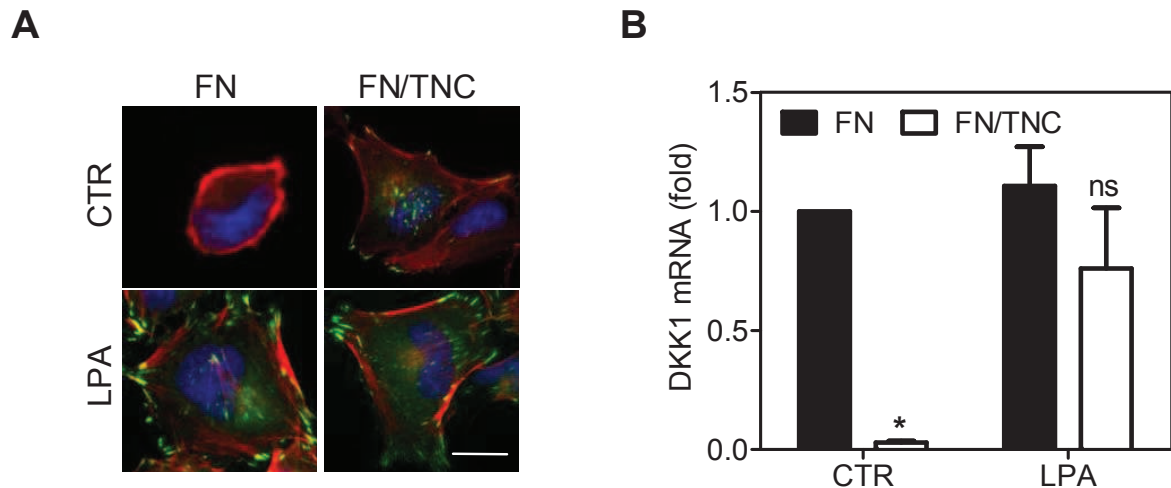 A
FN FN/TNC
CTR
LPA
B
DKK1 mRNA (fold)
1.5
1.0
0.5
0.0
FN FN/TNC
*
ns
CTR LPA